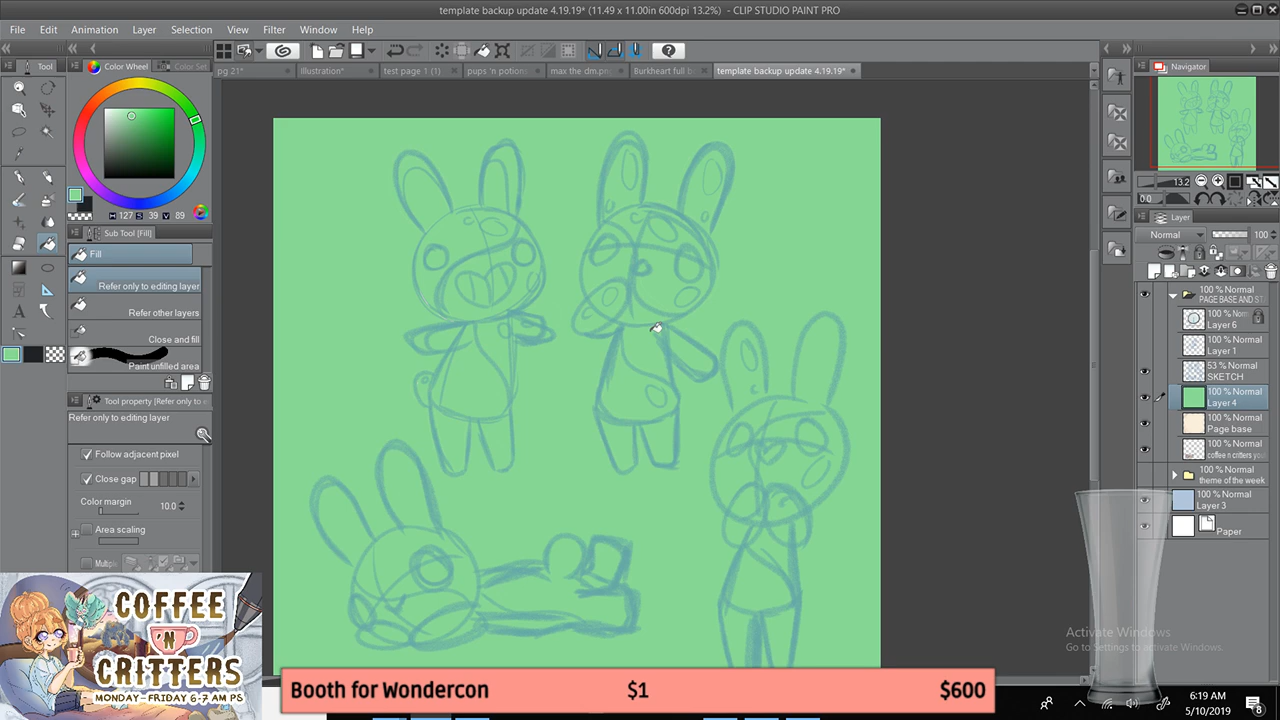 template backup update 4.19.19* (11.49 x 11.00in 600dpi 13.2%) - CLIP STUDIO PAINT PRO
File Edit Animation Layer Selection View Filter Window Help
Tool
Color Wheel
Color Set
pg 21*
Illustration*
test page 1 (1)
pups 'n potions
max the dm.png
Burkheart full b
template backup update 4.19.19*
Navigator
13.2
0.0
H 127 S 39 V 89
Sub Tool [Fill]
Fill
Refer only to editing layer
Refer other layers
Close and fill
Paint unfilled area
Tool property [Refer only to e
Refer only to editing layer
Follow adjacent pixel
Close gap
Color margin
10.0
Area scaling
Multiple
Layer
Normal
100
100 % Normal
PAGE BASE AND ST
100 % Norm
Layer 6
100 % Normal
Layer 1
53 % Normal
SKETCH
100 % Normal
Layer 4
100 % Normal
Page base
100 % Normal
coffee n critters you
100 % Normal
theme of the week
100 % Normal
Layer 3
Paper
Activate Windows
Go to Settings to activate Windows.
COFFEE
'N
CRITTERS
MONDAY-FRIDAY 6-7 AM PS
Booth for Wondercon $1 $600
6:19 AM
5/10/2019
8